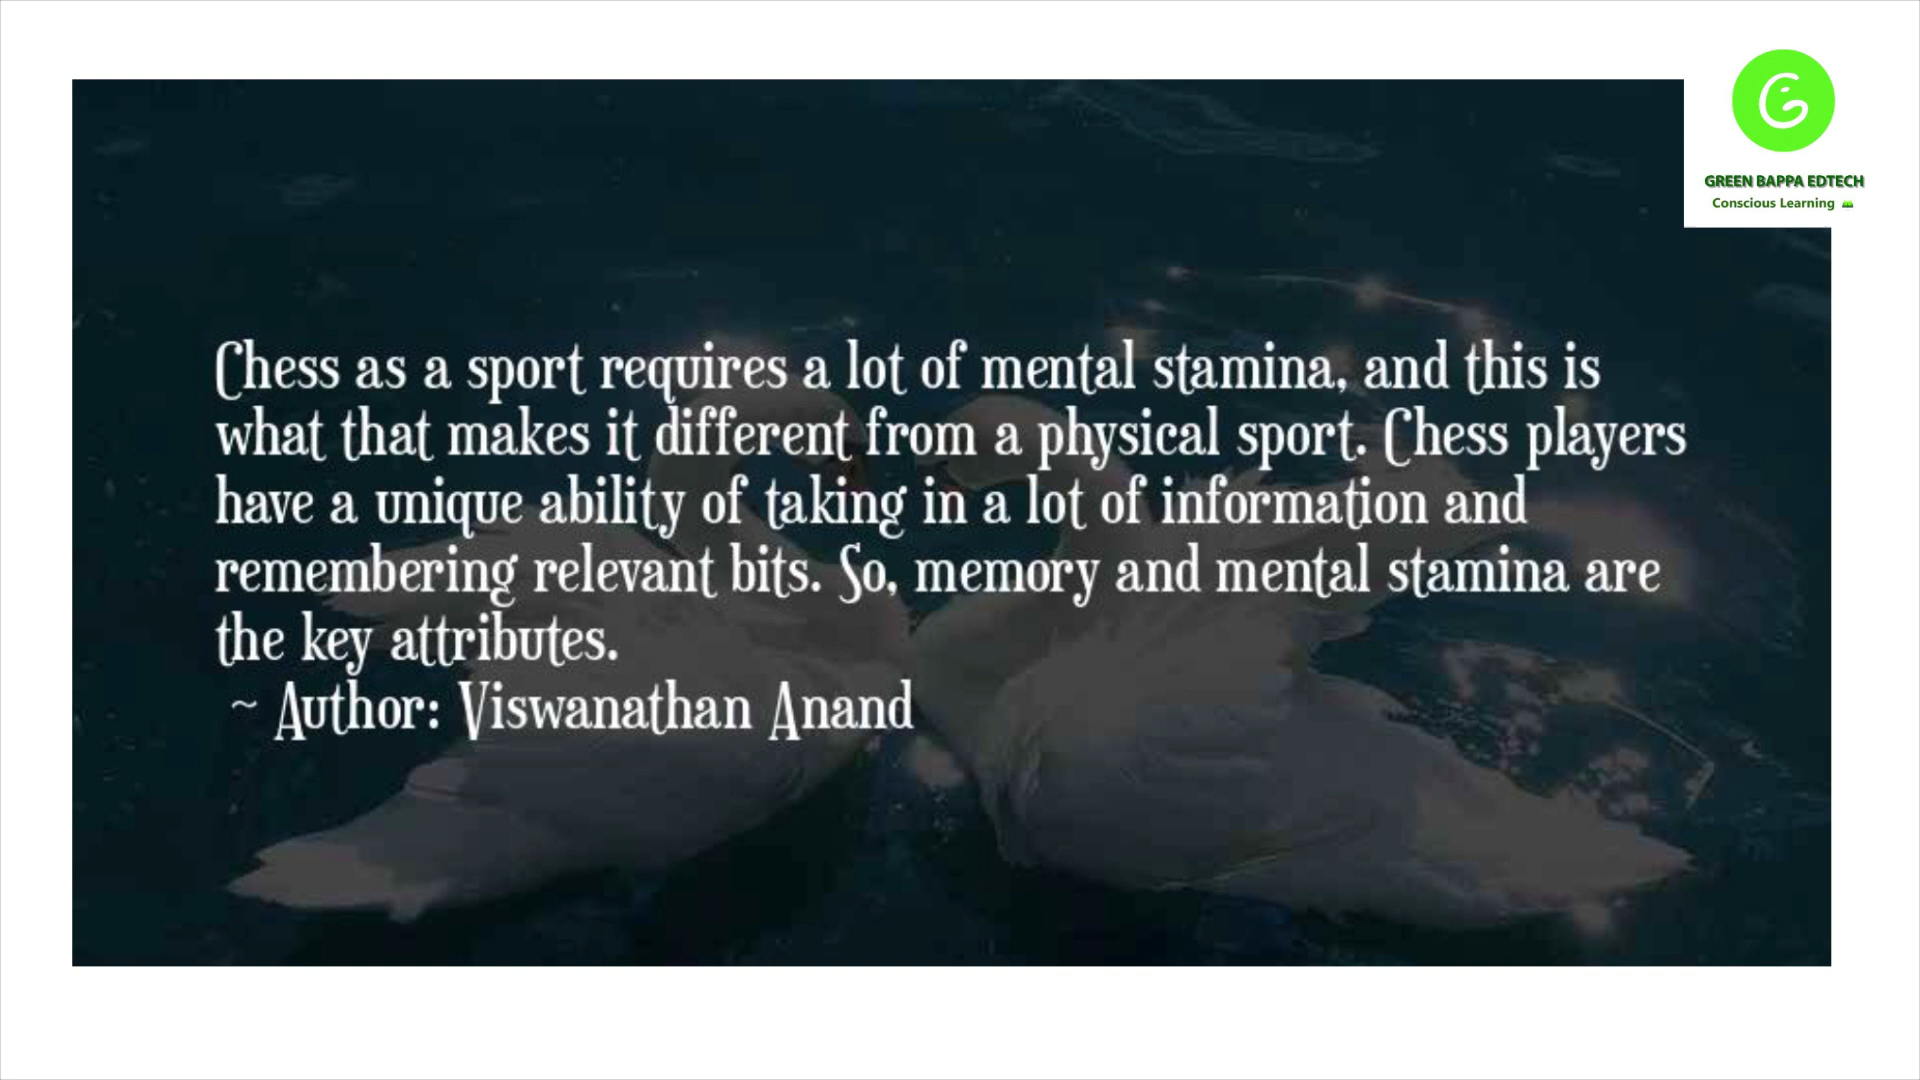 GREEN BAPPA EDTECH
Conscious Learning
Chess as a sport requires a lot of mental stamina, and this is
what that makes it different from a physical sport. Chess players
have a unique ability of taking in a lot of information and
remembering relevant bits. So, memory and mental stamina are
the key attributes.
~ Author: Viswanathan Anand